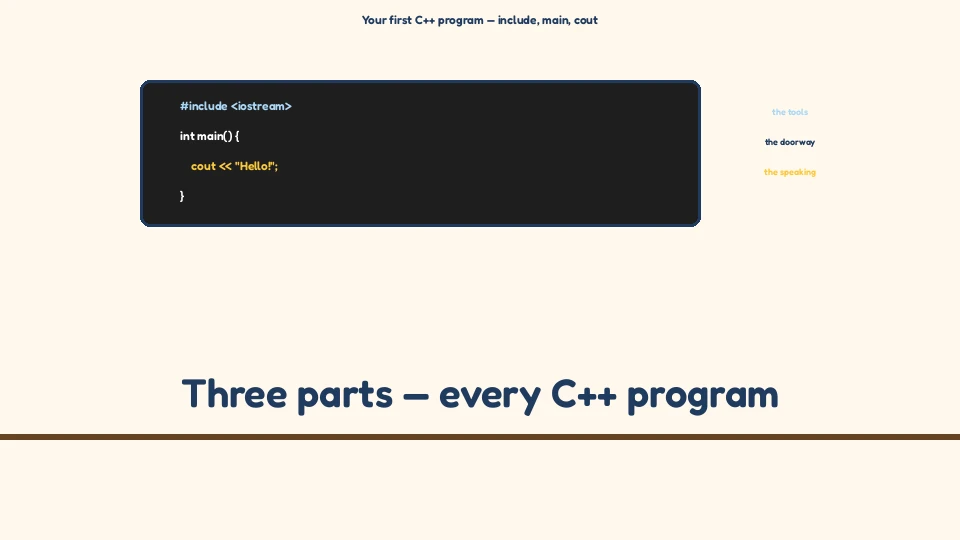 Your first C++ program — include, main, cout
#include <iostream>
the tools
int main() {
the doorway
cout << "Hello!";
the speaking
}
Three parts — every C++ program